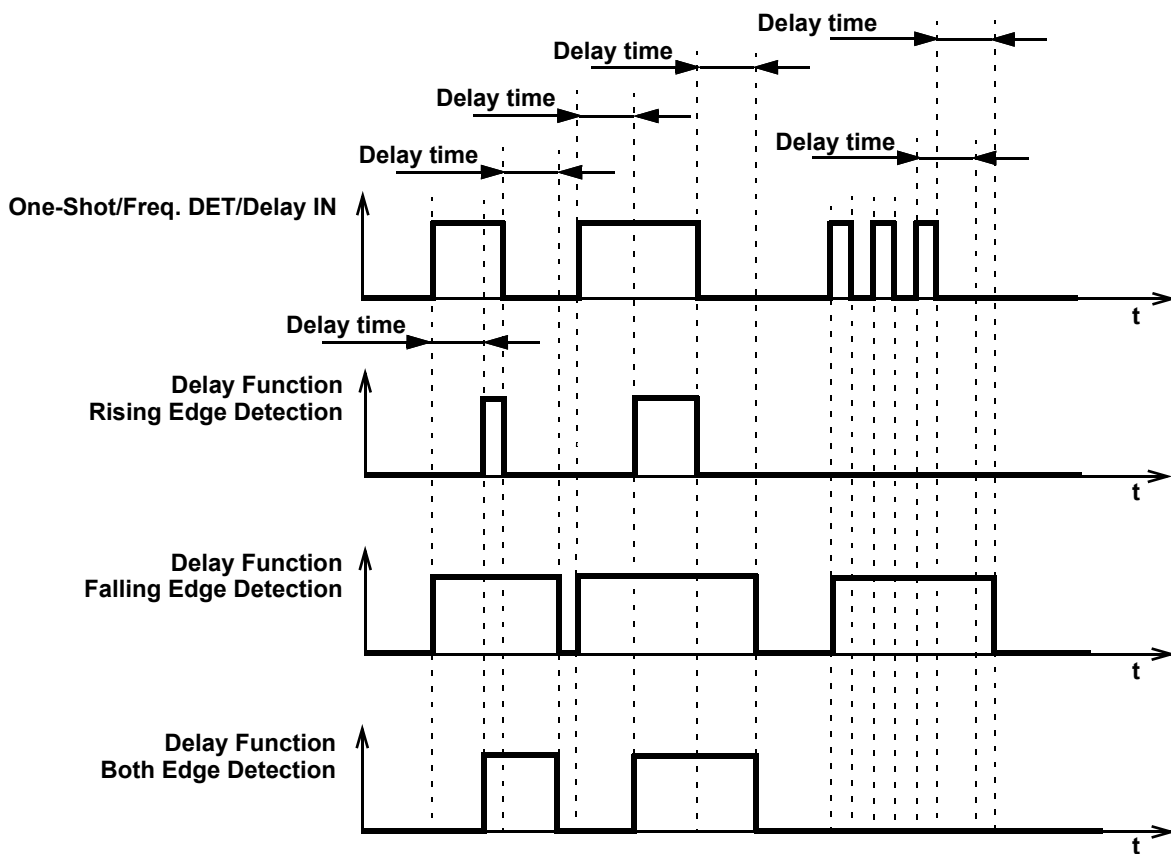 Delay time
Delay time
Delay time
Delay time
Delay time
One-Shot/Freq. DET/Delay IN
t
Delay time
Delay Function
Rising Edge Detection
t
Delay Function
Falling Edge Detection
t
Delay Function
Both Edge Detection
t